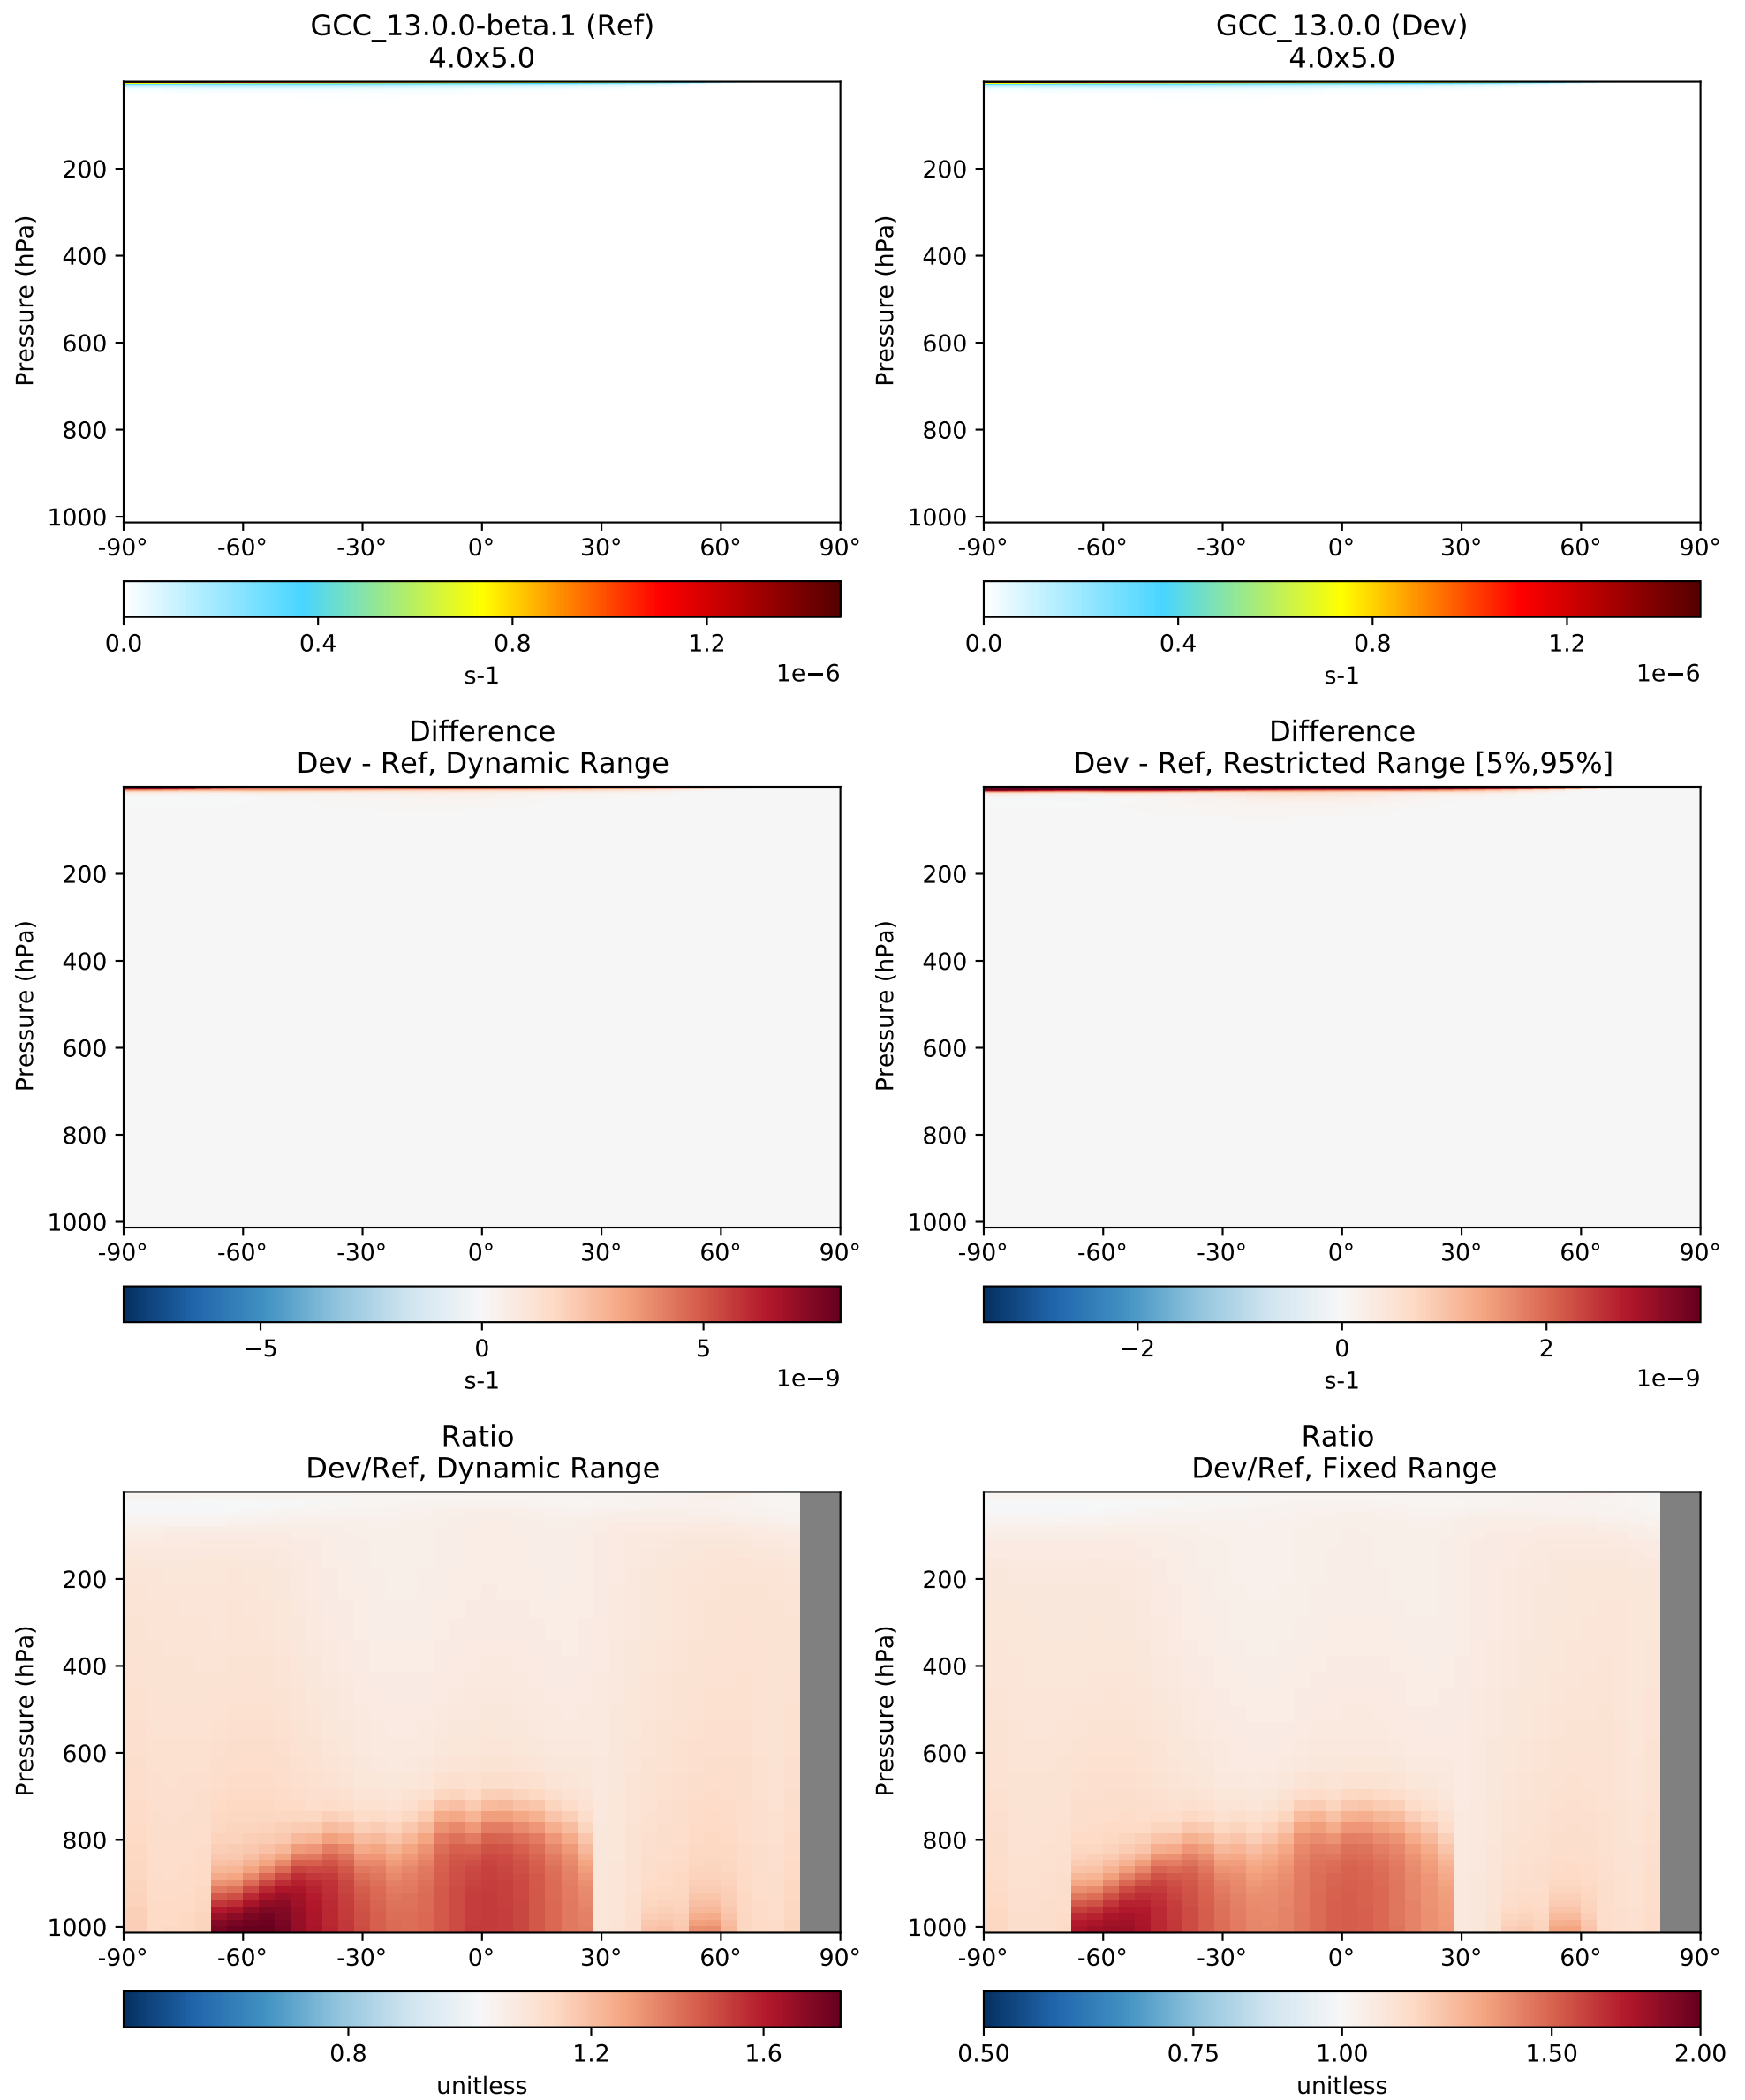 GCC_13.0.0-beta.1 (Ref)
4.0x5.0
Pressure (hPa)
200
400
600
800
1000
-90° -60° -30° 0° 30° 60° 90°
0.0 0.4 0.8 1.2
s-1 1e−6
GCC_13.0.0 (Dev)
4.0x5.0
Pressure (hPa)
200
400
600
800
1000
-90° -60° -30° 0° 30° 60° 90°
0.0 0.4 0.8 1.2
s-1 1e−6
Difference
Dev - Ref, Dynamic Range
Pressure (hPa)
200
400
600
800
1000
-90° -60° -30° 0° 30° 60° 90°
−5 0 5
s-1 1e−9
Difference
Dev - Ref, Restricted Range [5%,95%]
Pressure (hPa)
200
400
600
800
1000
-90° -60° -30° 0° 30° 60° 90°
−2 0 2
s-1 1e−9
Ratio
Dev/Ref, Dynamic Range
Pressure (hPa)
200
400
600
800
1000
-90° -60° -30° 0° 30° 60° 90°
0.8 1.2 1.6
unitless
Ratio
Dev/Ref, Fixed Range
Pressure (hPa)
200
400
600
800
1000
-90° -60° -30° 0° 30° 60° 90°
0.50 0.75 1.00 1.50 2.00
unitless